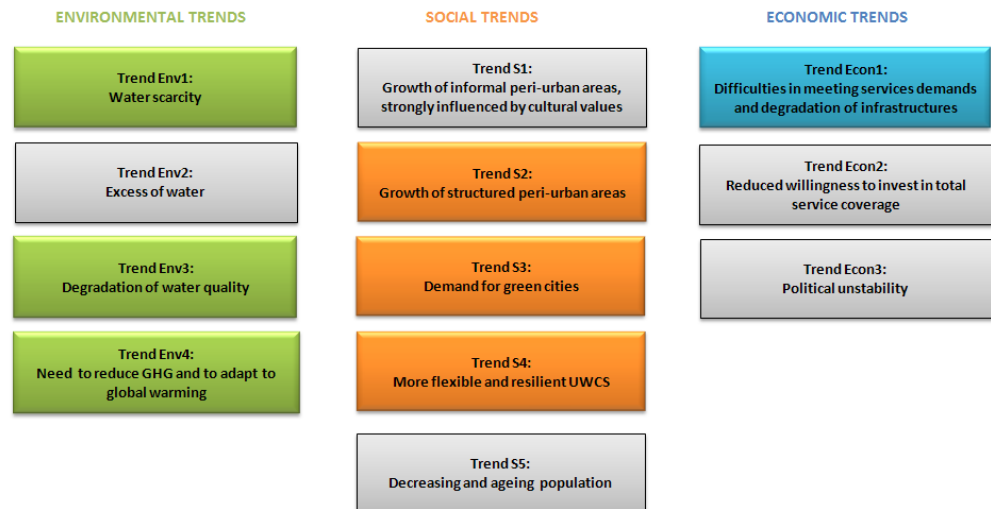 ENVIRONMENTAL TRENDS
Trend Env1:
Water scarcity
Trend Env2:
Excess of water
Trend Env3:
Degradation of water quality
Trend Env4:
Need to reduce GHG and to adapt to
global warming
SOCIAL TRENDS
Trend S1:
Growth of informal peri-urban areas,
strongly influenced by cultural values
Trend S2:
Growth of structured peri-urban areas
Trend S3:
Demand for green cities
Trend S4:
More flexible and resilient UWCS
Trend S5:
Decreasing and ageing population
ECONOMIC TRENDS
Trend Econ1:
Difficulties in meeting services demands
and degradation of infrastructures
Trend Econ2:
Reduced willingness to invest in total
service coverage
Trend Econ3:
Political unstability